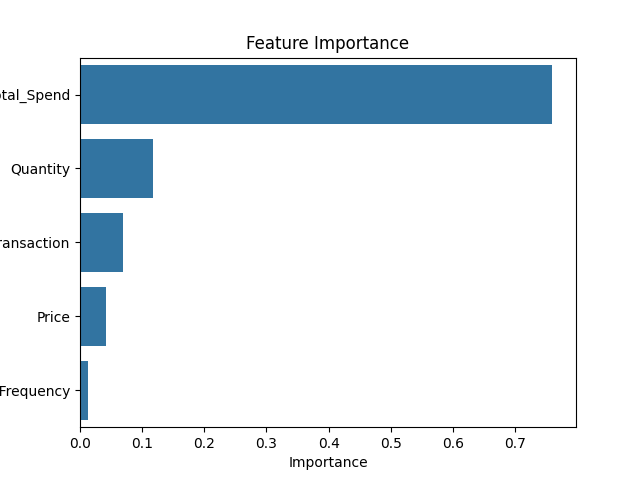 Feature Importance
otal_Spend
Quantity
ransaction
Price
Frequency
0.0 0.1 0.2 0.3 0.4 0.5 0.6 0.7
Importance